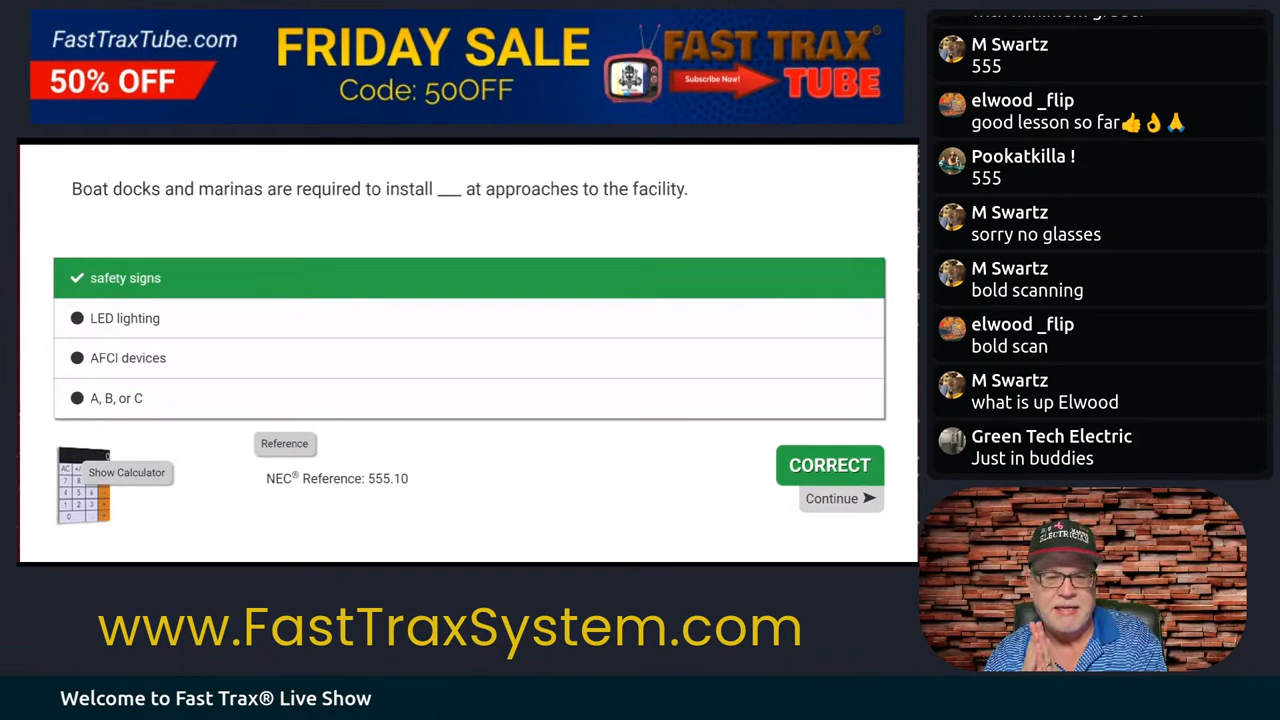 FastTraxTube.com
50% OFF
FRIDAY SALE
Code: 50OFF
FAST TRAX®
Subscribe Now!
TUBE
Boat docks and marinas are required to install ___ at approaches to the facility.
safety signs
LED lighting
AFCI devices
A, B, or C
Show Calculator
Reference
NEC® Reference: 555.10
CORRECT
Continue
www.FastTraxSystem.com
Welcome to Fast Trax® Live Show
M Swartz
555
elwood _flip
good lesson so far👍👌🙏
Pookatkilla !
555
M Swartz
sorry no glasses
M Swartz
bold scanning
elwood _flip
bold scan
M Swartz
what is up Elwood
Green Tech Electric
Just in buddies
ELECTRICIAN